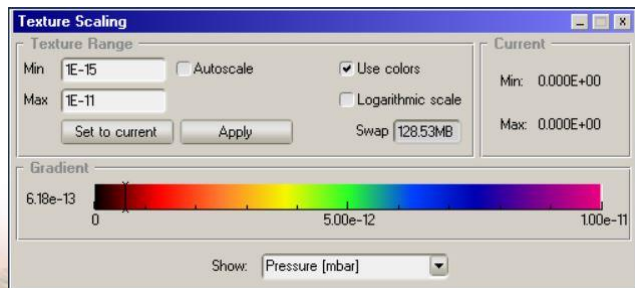 Texture Scaling
Texture Range
Min 1E-15 Autoscale Use colors
Max 1E-11 Logarithmic scale
Set to current Apply Swap 128.53MB
Current
Min: 0.000E+00
Max: 0.000E+00
Gradient
6.18e-13
0 5.00e-12 1.00e-11
Show: Pressure [mbar]